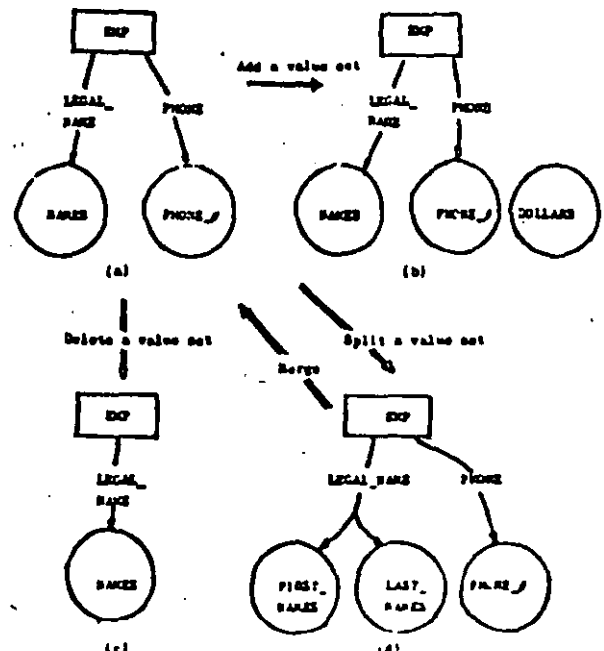 EMP
LEGAL_
NAME
PHONE
NAMES
PHONE_#
(a)
Add a value set
EMP
LEGAL_
NAME
PHONE
NAMES
PHONE_#
DOLLARS
(b)
Delete a value set
Merge
Split a value set
EMP
LEGAL_
NAME
NAMES
(c)
EMP
LEGAL_NAME
PHONE
FIRST_
NAMES
LAST_
NAMES
PHONE_#
(d)